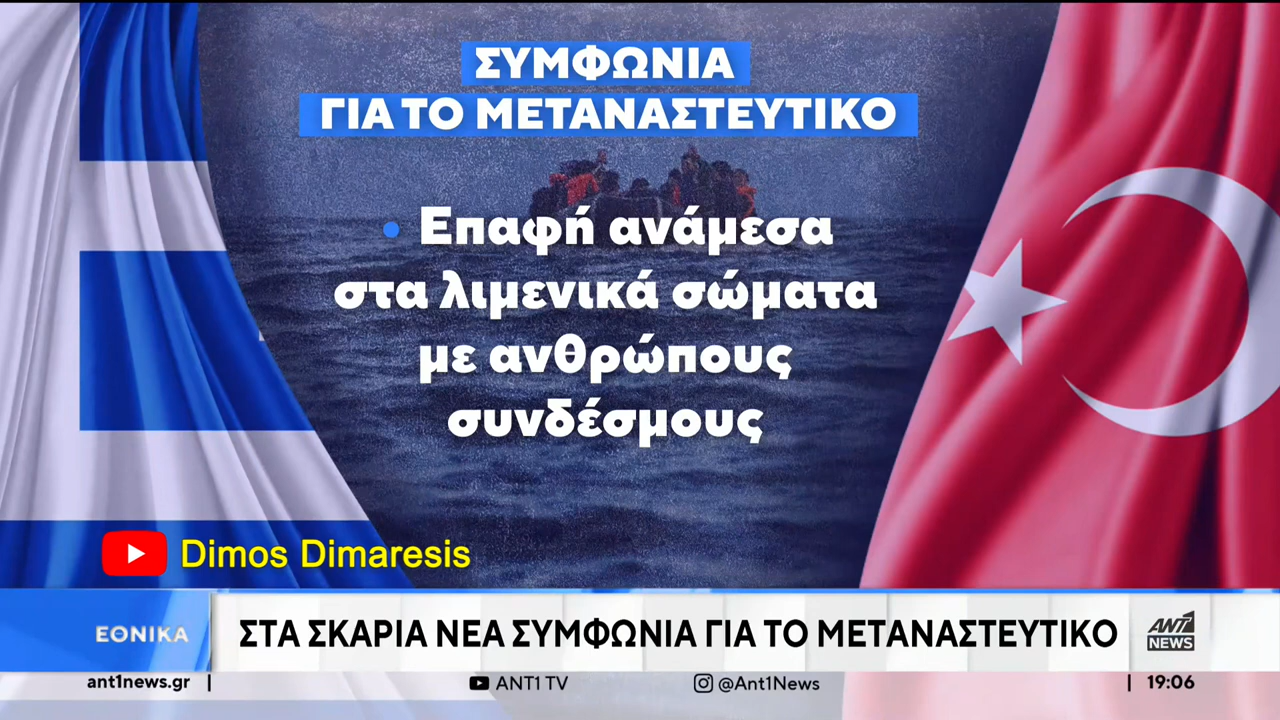 ΣΥΜΦΩΝΙΑ
ΓΙΑ ΤΟ ΜΕΤΑΝΑΣΤΕΥΤΙΚΟ
• Επαφή ανάμεσα
στα λιμενικά σώματα
με ανθρώπους
συνδέσμους
Dimos Dimaresis
ΕΘΝΙΚΑ
ΣΤΑ ΣΚΑΡΙΑ ΝΕΑ ΣΥΜΦΩΝΙΑ ΓΙΑ ΤΟ ΜΕΤΑΝΑΣΤΕΥΤΙΚΟ
ANT1 NEWS
ant1news.gr | ANT1 TV @Ant1News | 19:06